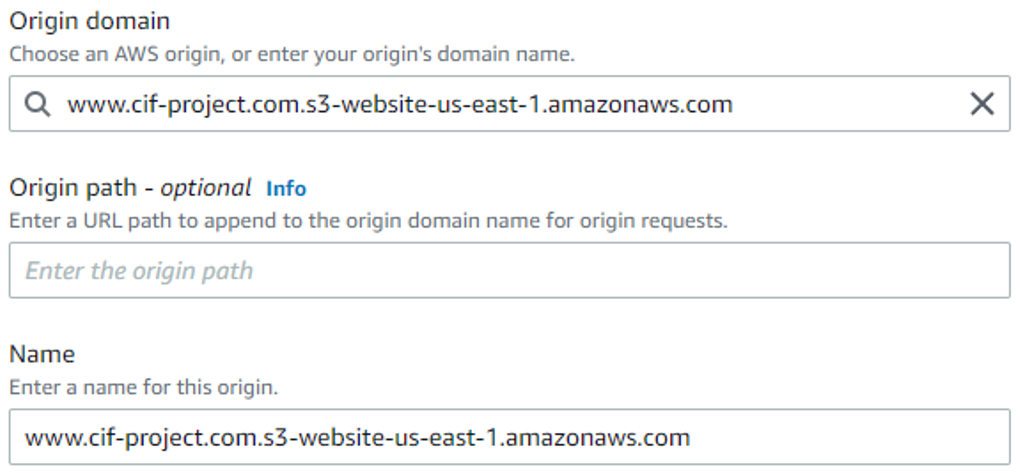 Origin domain
Choose an AWS origin, or enter your origin's domain name.
www.cif-project.com.s3-website-us-east-1.amazonaws.com
Origin path - optional Info
Enter a URL path to append to the origin domain name for origin requests.
Enter the origin path
Name
Enter a name for this origin.
www.cif-project.com.s3-website-us-east-1.amazonaws.com